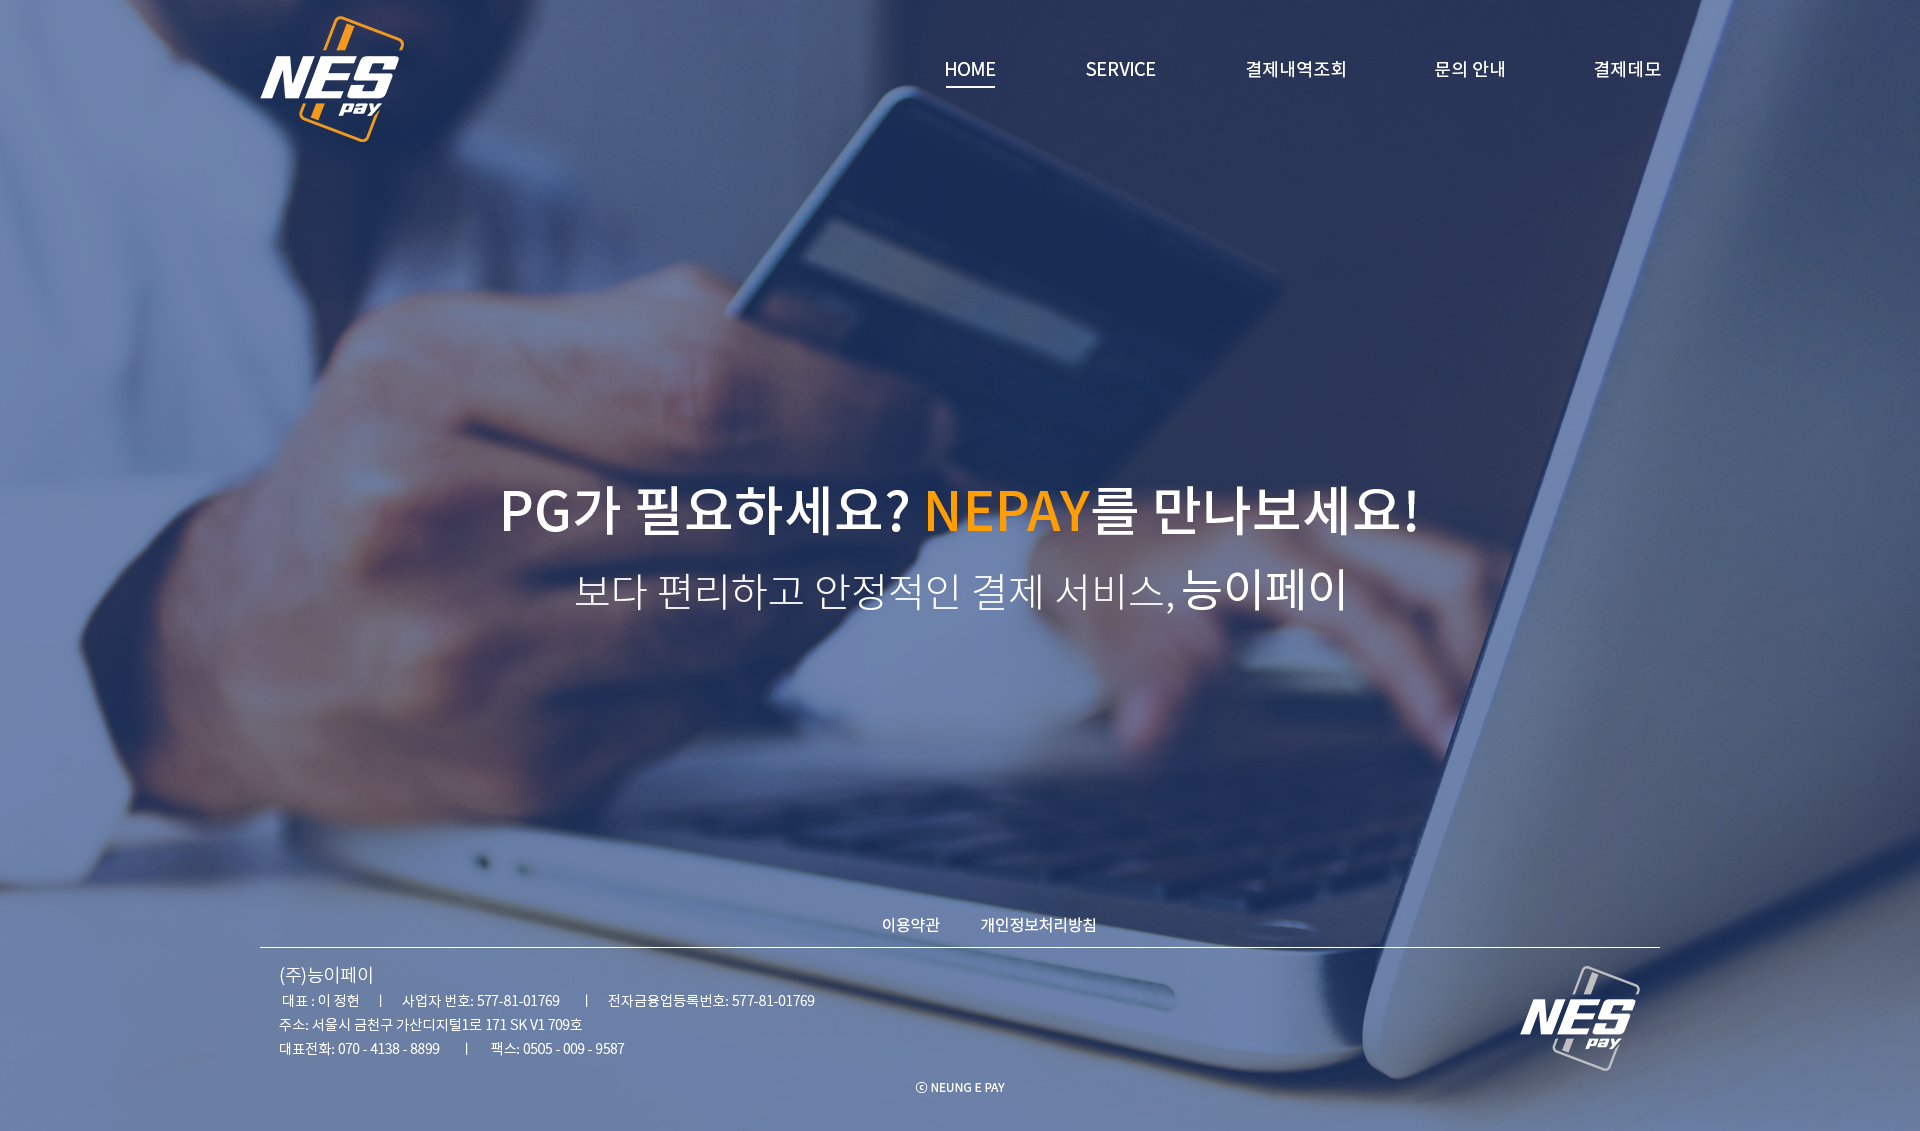 NES
pay
HOME SERVICE 결제내역조회 문의 안내 결제데모
PG가 필요하세요? NEPAY를 만나보세요!
보다 편리하고 안정적인 결제 서비스, 능이페이
이용약관 개인정보처리방침
(주)능이페이
대표 : 이 정현 | 사업자 번호: 577-81-01769 | 전자금융업등록번호: 577-81-01769
주소: 서울시 금천구 가산디지털1로 171 SK V1 709호
대표전화: 070 - 4138 - 8899 | 팩스: 0505 - 009 - 9587
NES
pay
ⓒ NEUNG E PAY